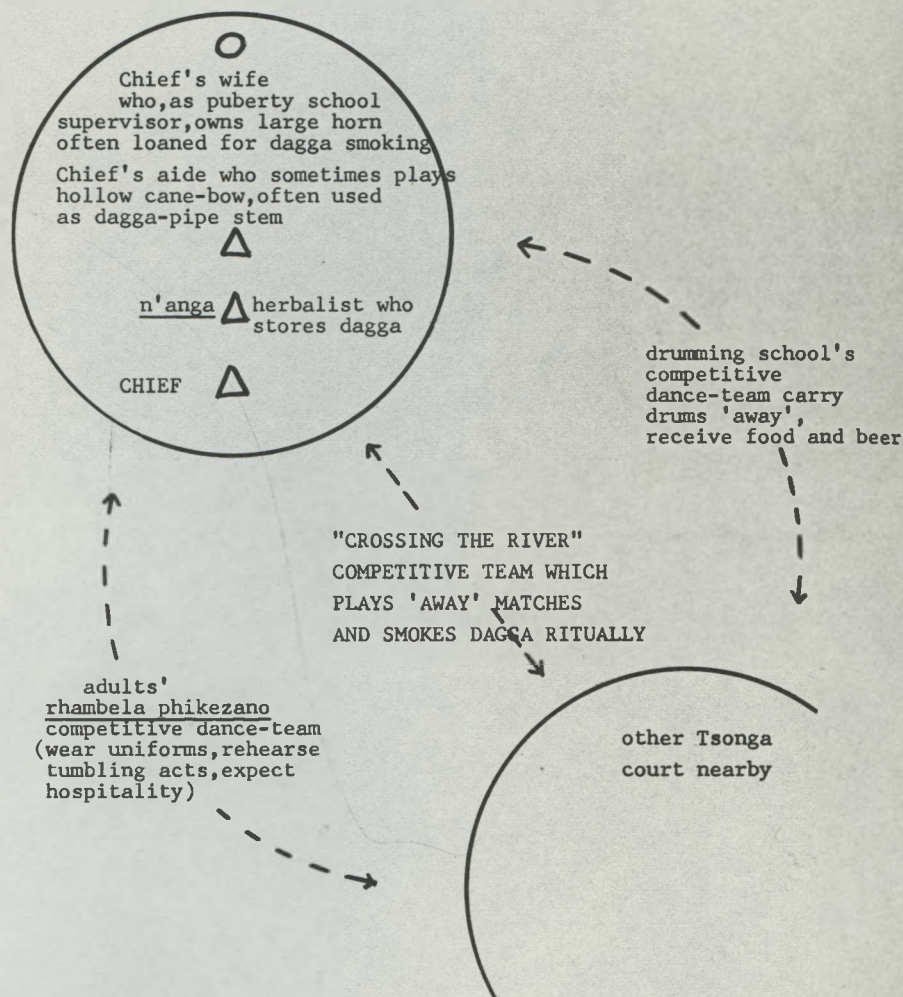 Chief's wife
who,as puberty school
supervisor,owns large horn
often loaned for dagga smoking
Chief's aide who sometimes plays
hollow cane-bow,often used
as dagga-pipe stem
n'anga herbalist who
stores dagga
CHIEF
drumming school's
competitive
dance-team carry
drums 'away',
receive food and beer
"CROSSING THE RIVER"
COMPETITIVE TEAM WHICH
PLAYS 'AWAY' MATCHES
AND SMOKES DAGGA RITUALLY
adults'
rhambela phikezano
competitive dance-team
(wear uniforms,rehearse
tumbling acts,expect
hospitality)
other Tsonga
court nearby